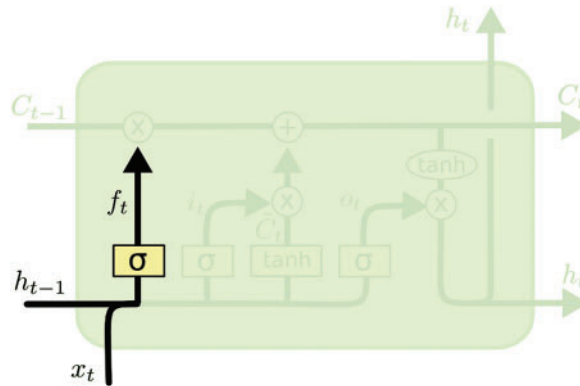 h_t
C_{t-1} × + C_t
tanh
f_t i_t C̃_t o_t ×  ×
σ σ tanh σ
h_{t-1} h_t
x_t